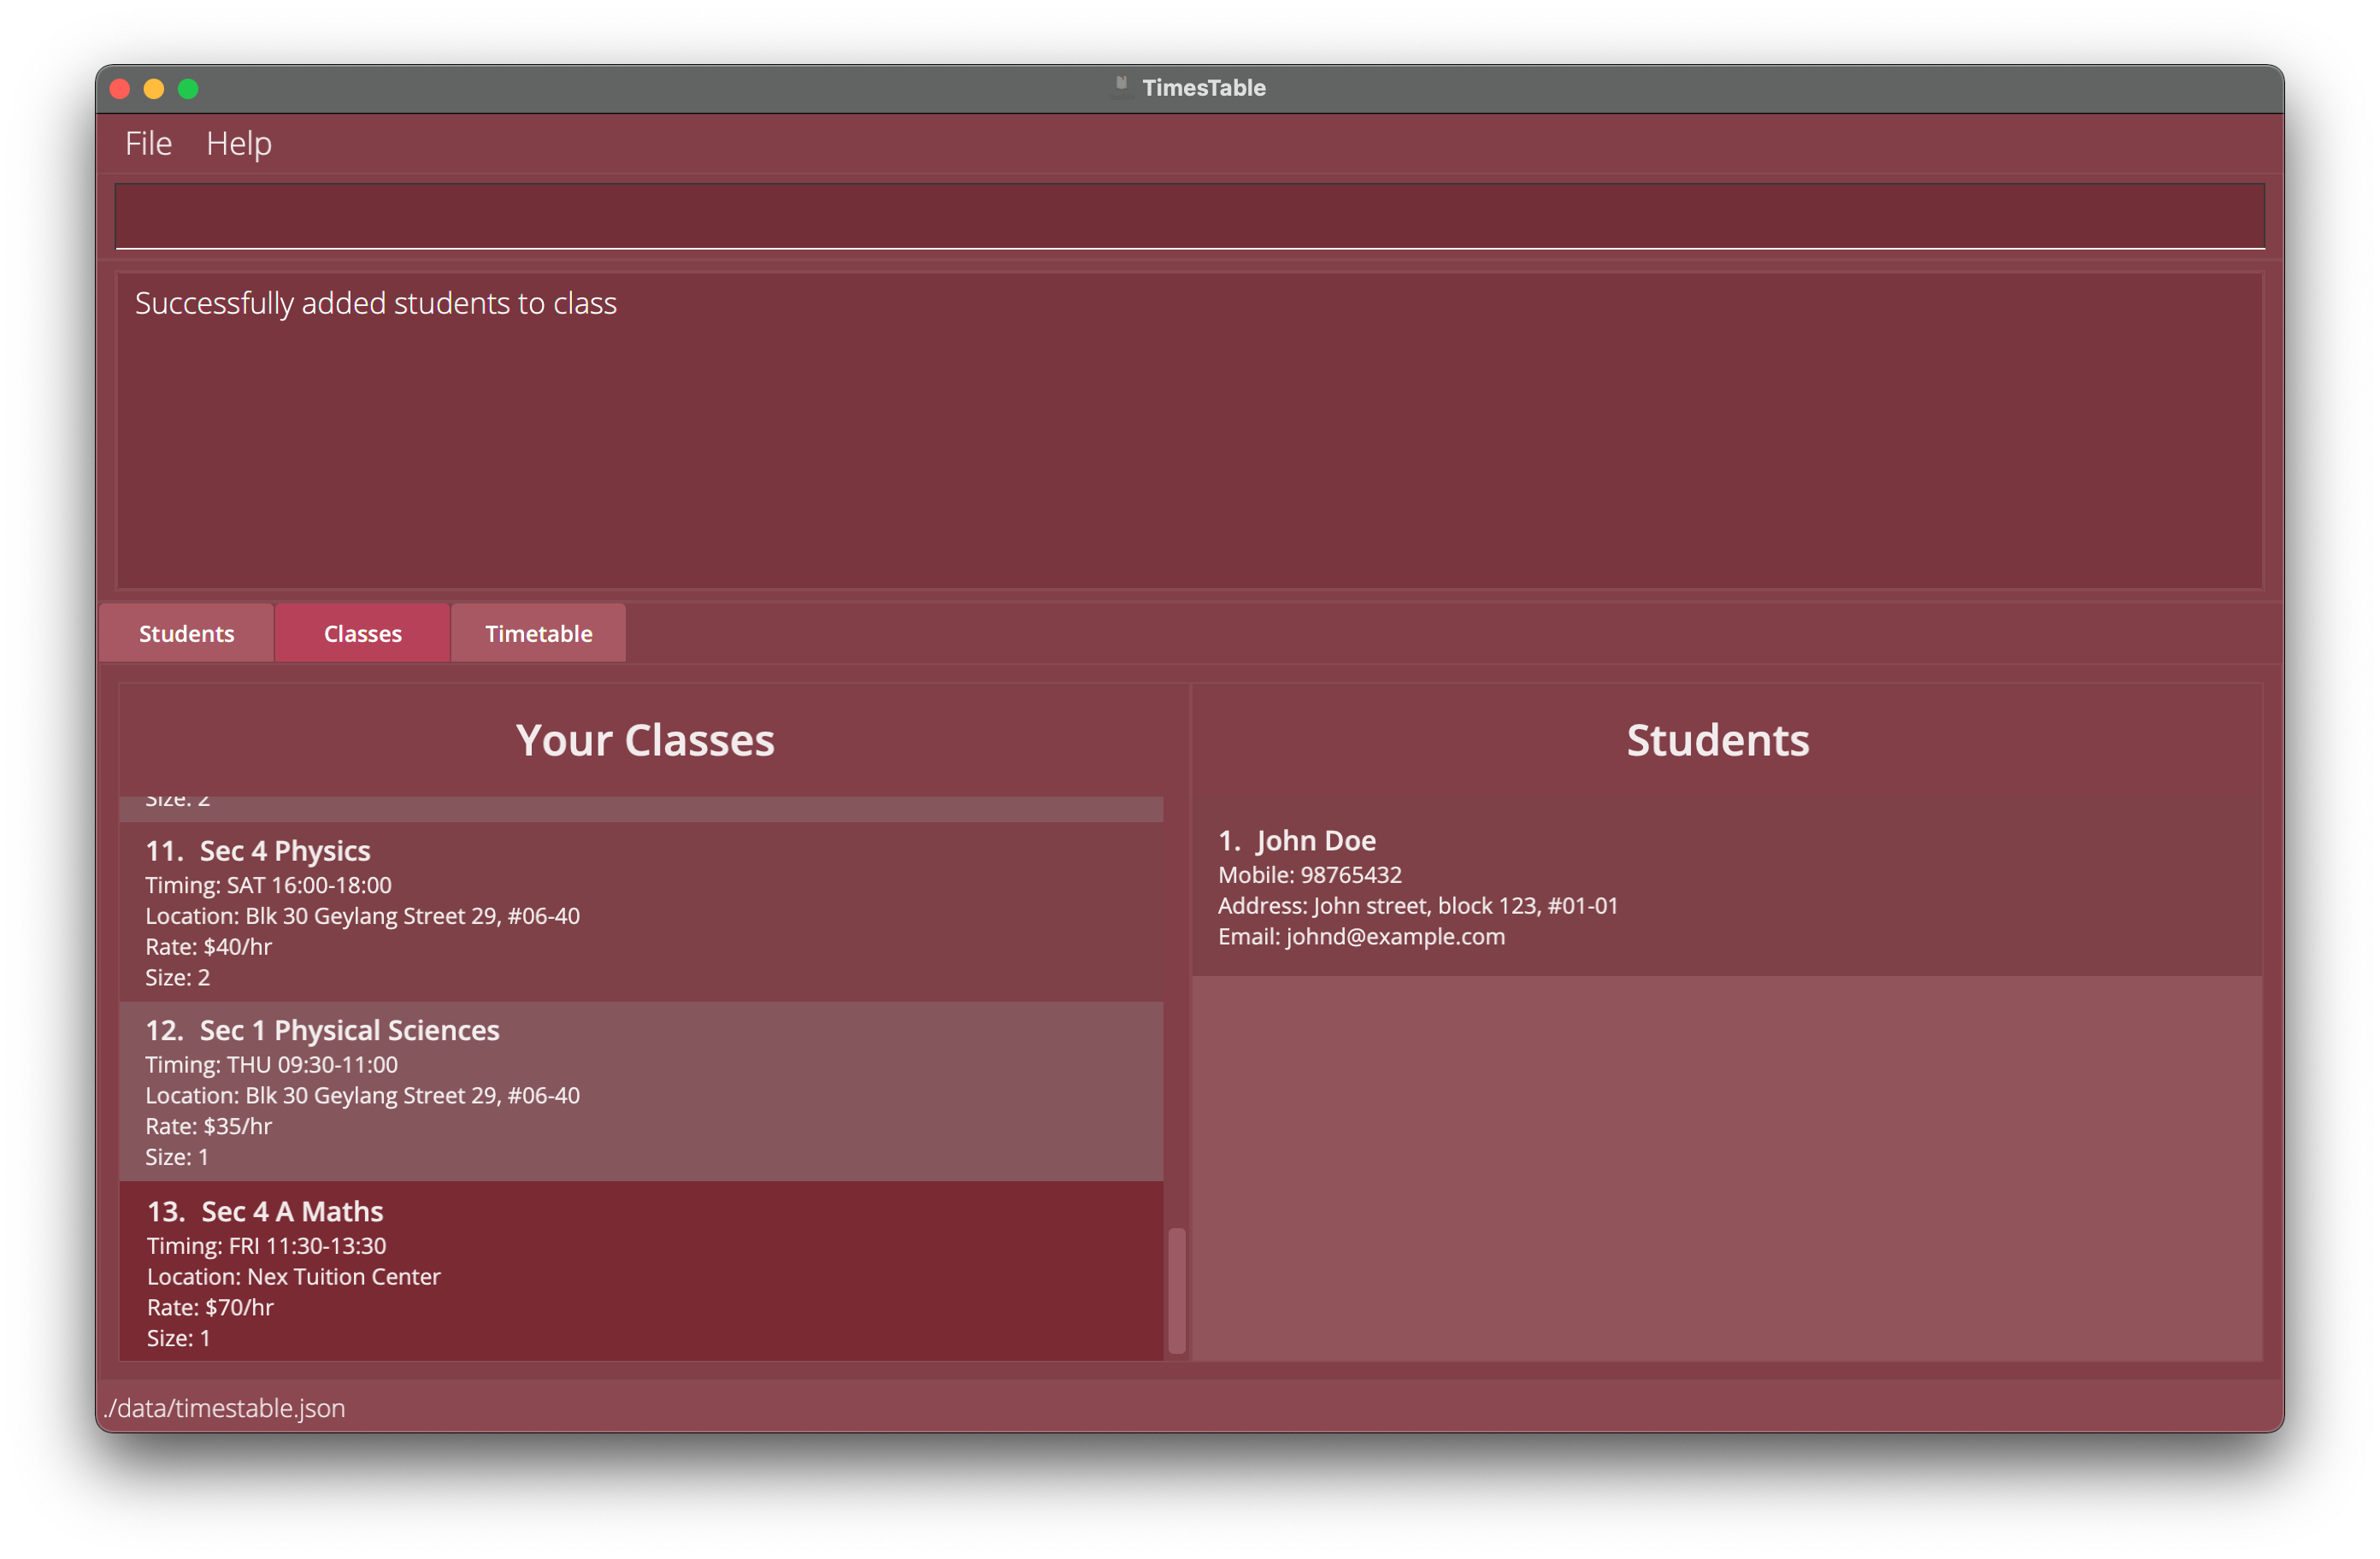 TimesTable
File Help
Successfully added students to class
Students Classes Timetable
Your Classes
Size: 2
11. Sec 4 Physics
Timing: SAT 16:00-18:00
Location: Blk 30 Geylang Street 29, #06-40
Rate: $40/hr
Size: 2
12. Sec 1 Physical Sciences
Timing: THU 09:30-11:00
Location: Blk 30 Geylang Street 29, #06-40
Rate: $35/hr
Size: 1
13. Sec 4 A Maths
Timing: FRI 11:30-13:30
Location: Nex Tuition Center
Rate: $70/hr
Size: 1
Students
1. John Doe
Mobile: 98765432
Address: John street, block 123, #01-01
Email: johnd@example.com
./data/timestable.json